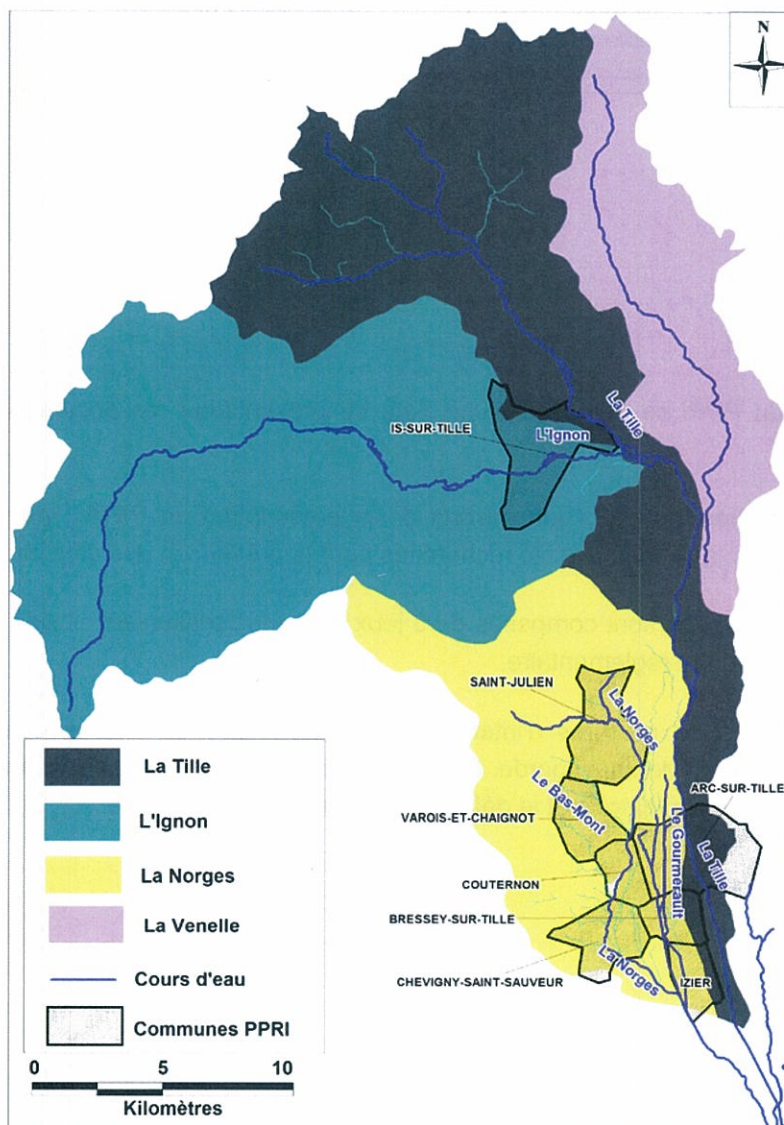 N
La Tille
IS-SUR-TILLE
L'Ignon
SAINT-JULIEN
La Norges
ARC-SUR-TILLE
Le Bas-Mont
VAROIS-ET-CHAIGNOT
Le Gourmerault
La Tille
COUTERNON
BRESSEY-SUR-TILLE
La Norges
IZIER
CHEVIGNY-SAINT-SAUVEUR
La Tille
L'Ignon
La Norges
La Venelle
Cours d'eau
Communes PPRI
0 5 10
Kilomètres